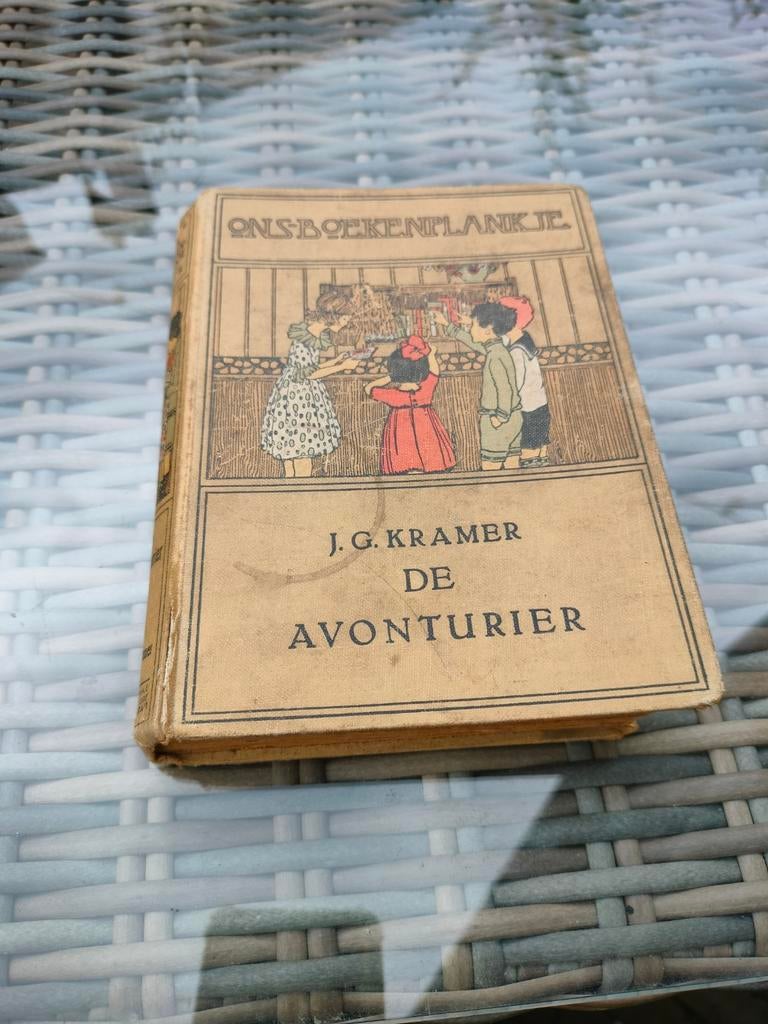 ONS-BOEKENPLANKJE
J. G. KRAMER
DE
AVONTURIER